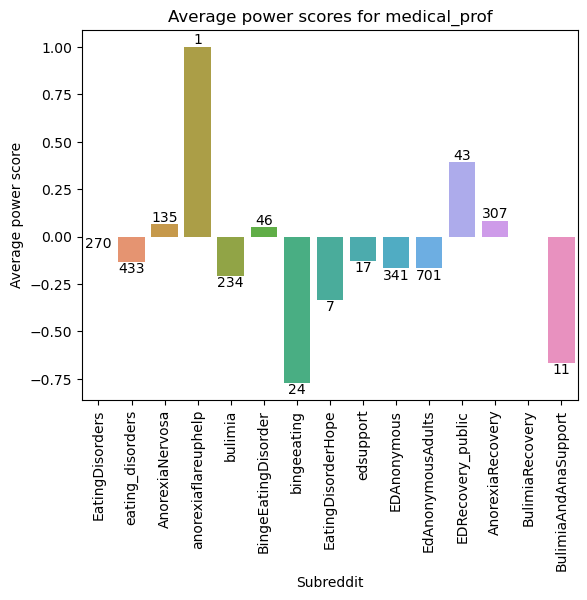 Average power scores for medical_prof
Average power score
1.00
0.75
0.50
0.25
0.00
−0.25
−0.50
−0.75
270
433
135
1
234
46
24
7
17
341
701
43
307
11
EatingDisorders
eating_disorders
AnorexiaNervosa
anorexiaflareuphelp
bulimia
BingeEatingDisorder
bingeeating
EatingDisorderHope
edsupport
EDAnonymous
EdAnonymousAdults
EDRecovery_public
AnorexiaRecovery
BulimiaRecovery
BulimiaAndAnaSupport
Subreddit